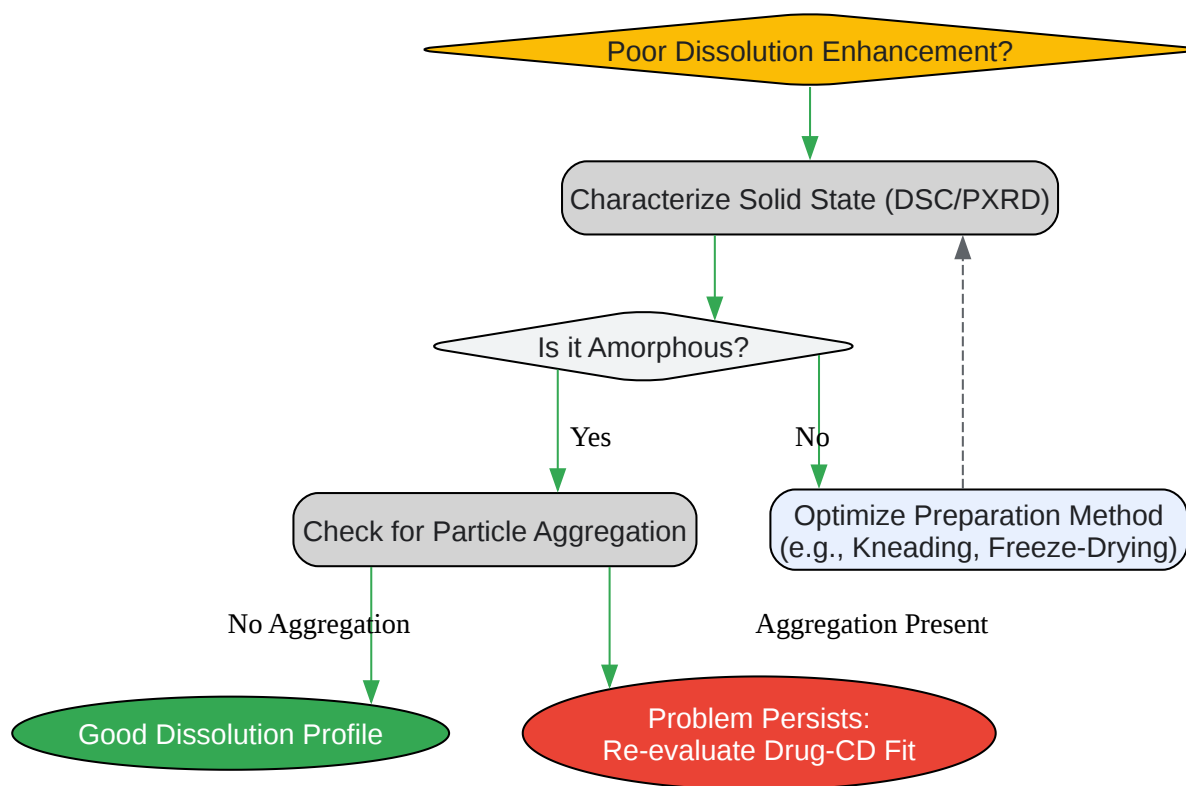 Poor Dissolution Enhancement?
Characterize Solid State (DSC/PXRD)
Is it Amorphous?
Yes
No
Check for Particle Aggregation
Optimize Preparation Method
(e.g., Kneading, Freeze-Drying)
No Aggregation
Aggregation Present
Good Dissolution Profile
Problem Persists:
Re-evaluate Drug-CD Fit